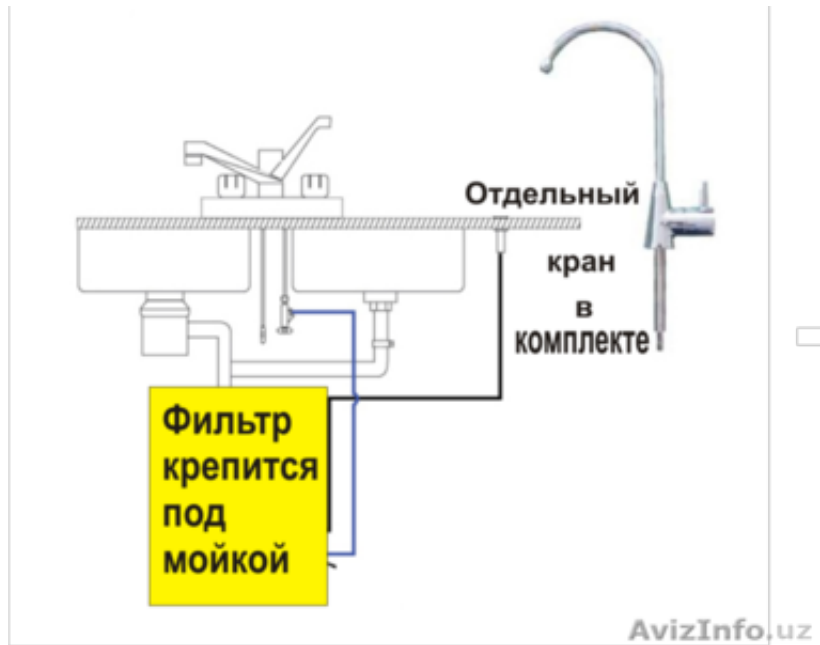 Отдельный
кран
в
комплекте
Фильтр
крепится
под
мойкой
AvizInfo.uz